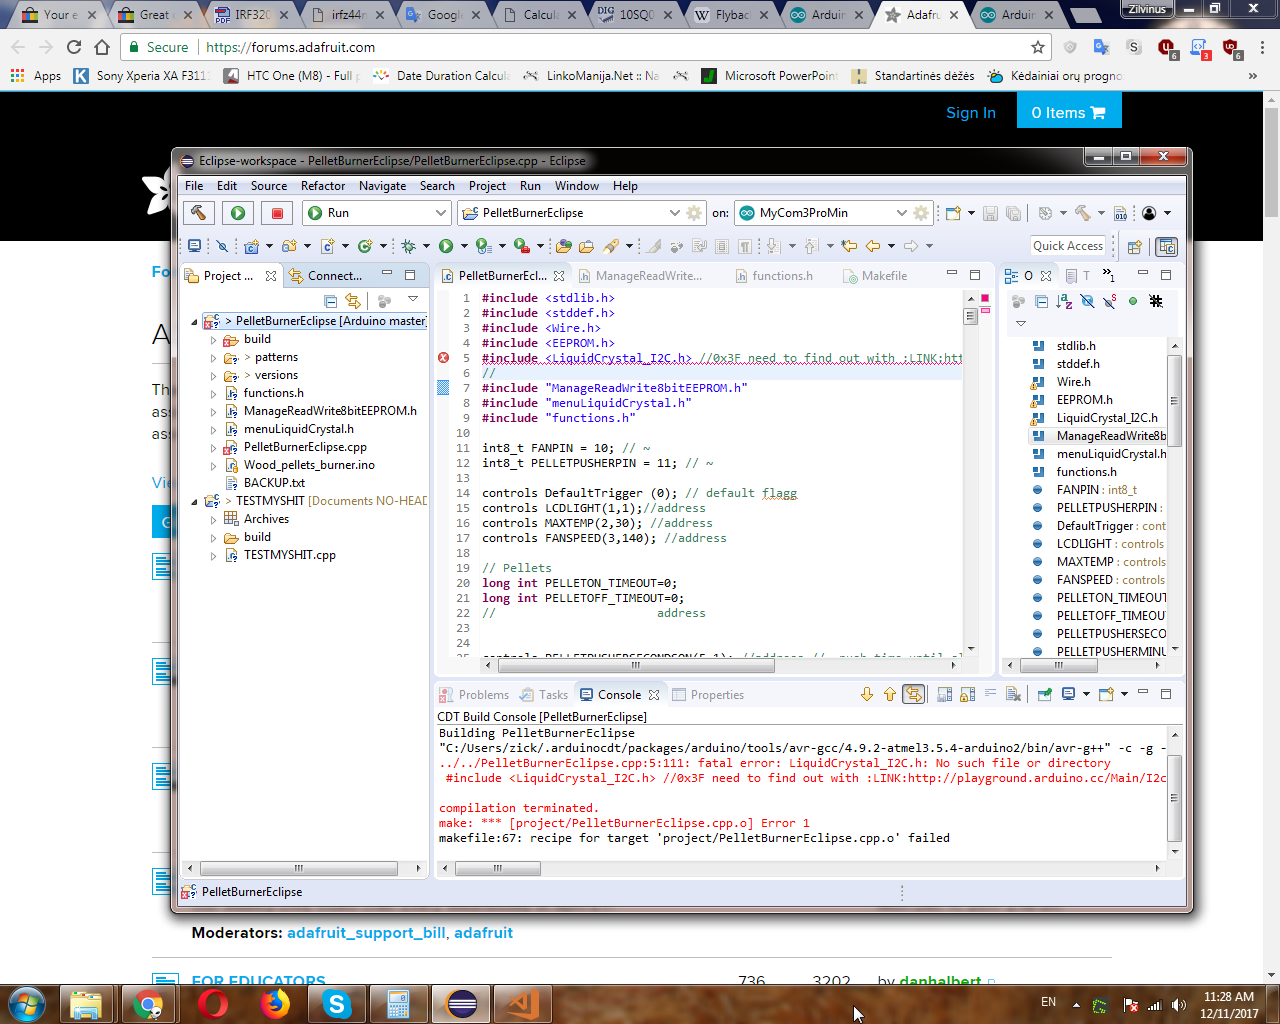 Zilvinus
Your e
Great
IRF320
irfz44n
Google
Calcula
10SQ0
Flyback
Arduin
Adafru
Arduin
Secure
https://forums.adafruit.com
Apps
Sony Xperia XA F311
HTC One (M8) - Full p
Date Duration Calcula
LinkoManija.Net :: Na
Microsoft PowerPoint
Standartinės dėžės
Kėdainiai orų progno
»
Sign In
0 Items
Eclipse-workspace - PelletBurnerEclipse/PelletBurnerEclipse.cpp - Eclipse
File Edit Source Refactor Navigate Search Project Run Window Help
Run
PelletBurnerEclipse
on:
MyCom3ProMin
Quick Access
Project ...
Connect...
PelletBurnerEcl...
ManageReadWrite...
functions.h
Makefile
O
T
> PelletBurnerEclipse [Arduino master]
build
> patterns
> versions
functions.h
ManageReadWrite8bitEEPROM.h
menuLiquidCrystal.h
PelletBurnerEclipse.cpp
Wood_pellets_burner.ino
BACKUP.txt
> TESTMYSHIT [Documents NO-HEAD
Archives
build
TESTMYSHIT.cpp
1 #include <stdlib.h>
2 #include <stddef.h>
3 #include <Wire.h>
4 #include <EEPROM.h>
5 #include <LiquidCrystal_I2C.h> //0x3F need to find out with :LINK:htt
6 //
7 #include "ManageReadWrite8bitEEPROM.h"
8 #include "menuLiquidCrystal.h"
9 #include "functions.h"
10
11 int8_t FANPIN = 10; // ~
12 int8_t PELLETPUSHERPIN = 11; // ~
13
14 controls DefaultTrigger (0); // default flagg
15 controls LCDLIGHT(1,1);//address
16 controls MAXTEMP(2,30); //address
17 controls FANSPEED(3,140); //address
18
19 // Pellets
20 long int PELLETON_TIMEOUT=0;
21 long int PELLETOFF_TIMEOUT=0;
22 // address
23
24
stdlib.h
stddef.h
Wire.h
EEPROM.h
LiquidCrystal_I2C.h
ManageReadWrite8b
menuLiquidCrystal.h
functions.h
FANPIN : int8_t
PELLETPUSHERPIN :
DefaultTrigger : cont
LCDLIGHT : controls
MAXTEMP : controls
FANSPEED : controls
PELLETON_TIMEOUT
PELLETOFF_TIMEOU
PELLETPUSHERSECO
PELLETPUSHERMINU
Problems
Tasks
Console
Properties
CDT Build Console [PelletBurnerEclipse]
Building PelletBurnerEclipse
"C:/Users/zick/.arduinocdt/packages/arduino/tools/avr-gcc/4.9.2-atmel3.5.4-arduino2/bin/avr-g++" -c -g -
../../PelletBurnerEclipse.cpp:5:111: fatal error: LiquidCrystal_I2C.h: No such file or directory
#include <LiquidCrystal_I2C.h> //0x3F need to find out with :LINK:http://playground.arduino.cc/Main/I2c
compilation terminated.
make: *** [project/PelletBurnerEclipse.cpp.o] Error 1
makefile:67: recipe for target 'project/PelletBurnerEclipse.cpp.o' failed
PelletBurnerEclipse
Moderators: adafruit_support_bill, adafruit
FOR EDUCATORS
736
3202
by danhalbert
EN
11:28 AM
12/11/2017